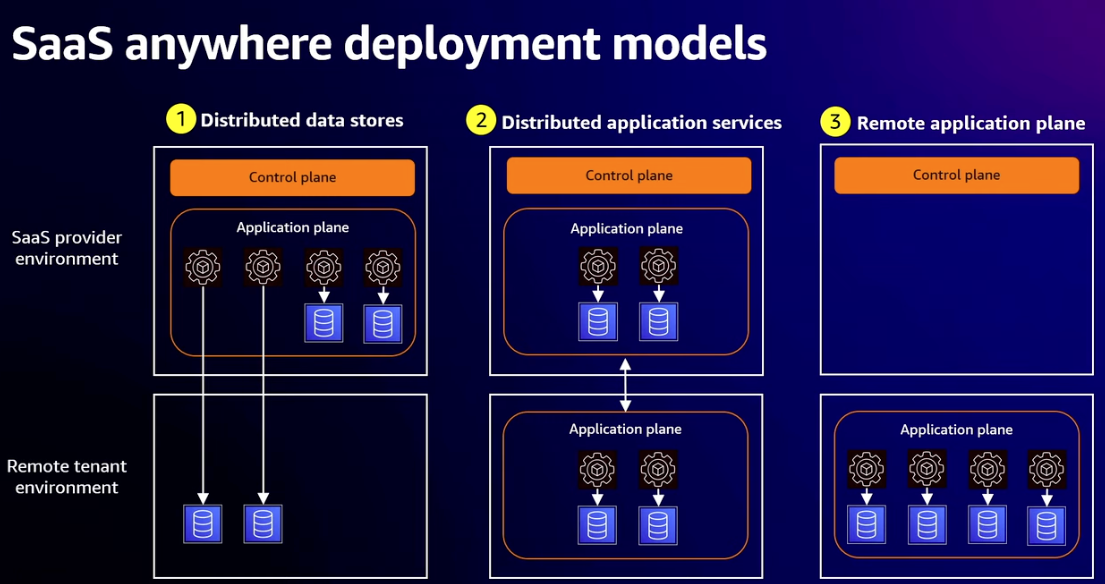 SaaS anywhere deployment models
1 Distributed data stores
2 Distributed application services
3 Remote application plane
SaaS provider
environment
Control plane
Application plane
Control plane
Application plane
Control plane
Remote tenant
environment
Application plane
Application plane